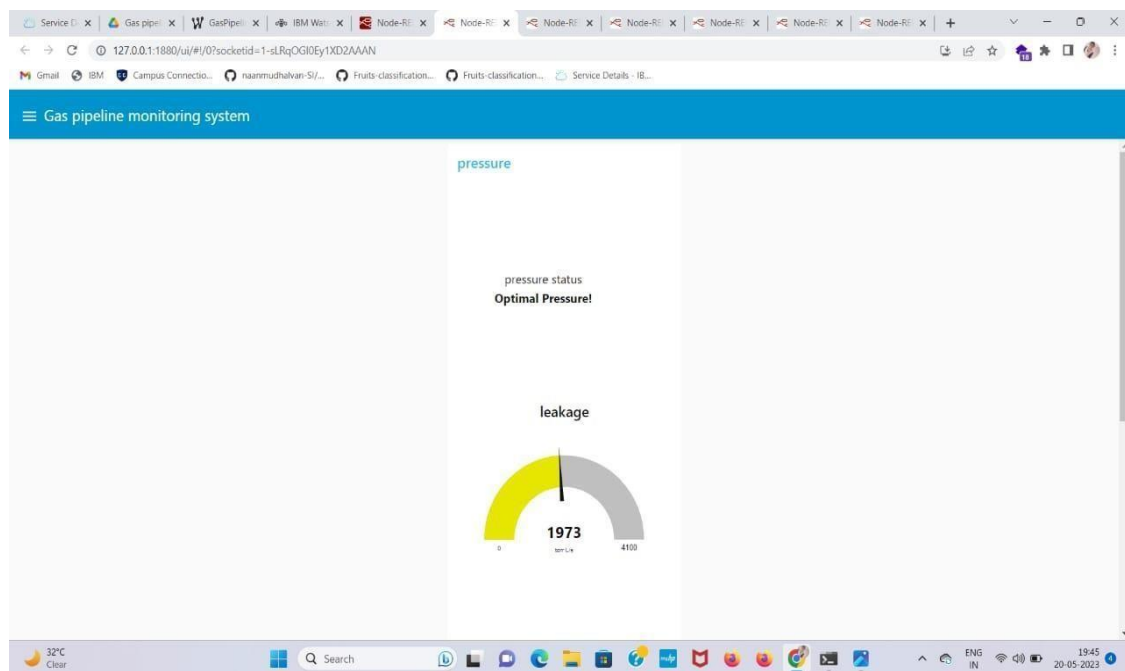 Service D
Gas pipel
GasPipeli
IBM Wats
Node-RE
Node-RE
Node-RE
Node-RE
Node-RE
Node-RE
Node-RE
127.0.0.1:1880/ui/#!/0?socketid=1-sLRqOGI0Ey1XD2AAAN
Gmail IBM Campus Connectio... naanmudhalvan-SI/... Fruits-classification... Fruits-classification... Service Details - IB...
Gas pipeline monitoring system
pressure
pressure status
Optimal Pressure!
leakage
1973
0
4100
32°C
Clear
Search
ENG
IN
19:45
20-05-2023
18
4